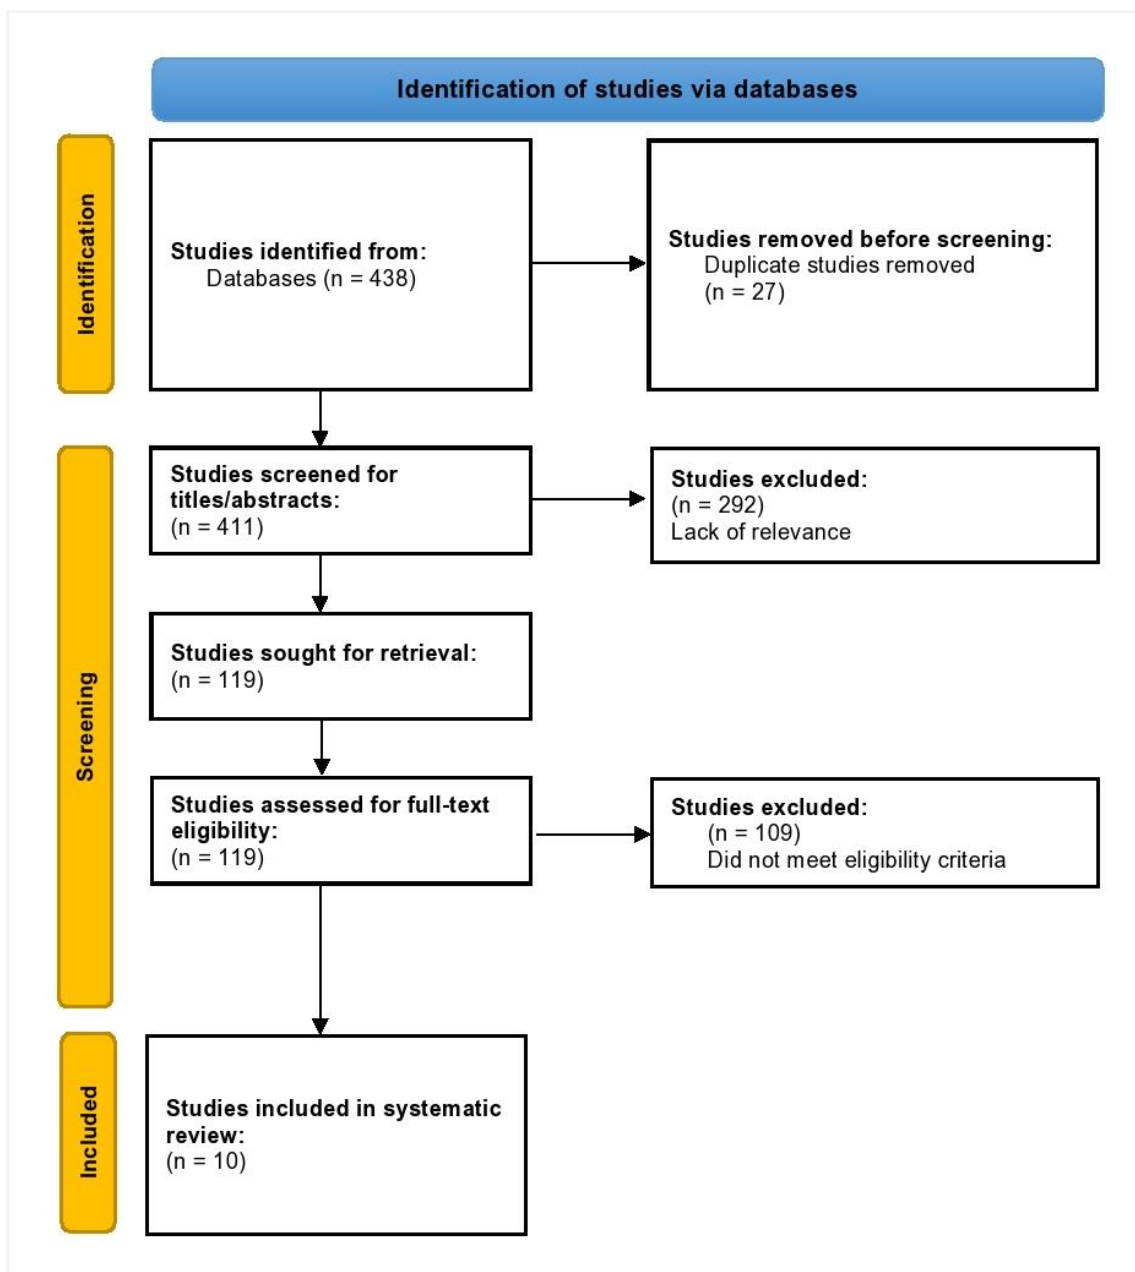 Identification of studies via databases
Identification
Studies identified from:
Databases (n = 438)
Studies removed before screening:
Duplicate studies removed
(n = 27)
Screening
Studies screened for
titles/abstracts:
(n = 411)
Studies excluded:
(n = 292)
Lack of relevance
Studies sought for retrieval:
(n = 119)
Studies assessed for full-text
eligibility:
(n = 119)
Studies excluded:
(n = 109)
Did not meet eligibility criteria
Included
Studies included in systematic
review:
(n = 10)